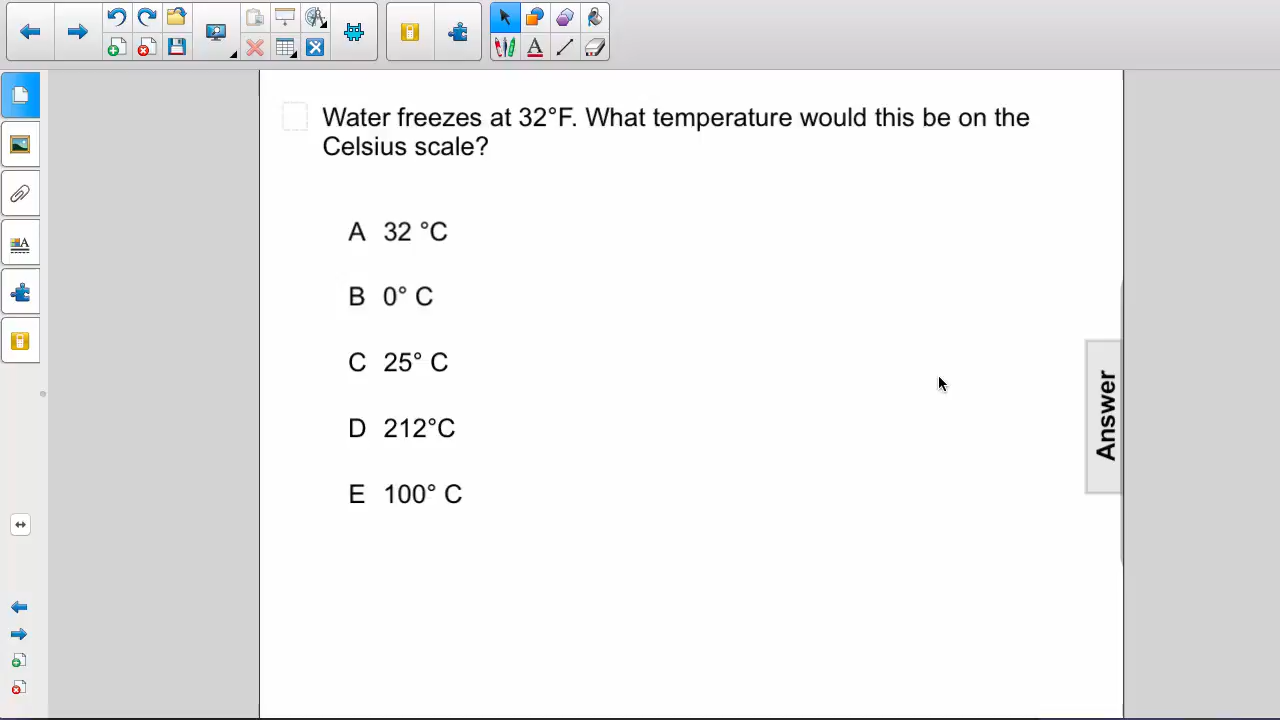 Water freezes at 32°F. What temperature would this be on the
Celsius scale?
A 32 °C
B 0° C
C 25° C
D 212°C
E 100° C
Answer